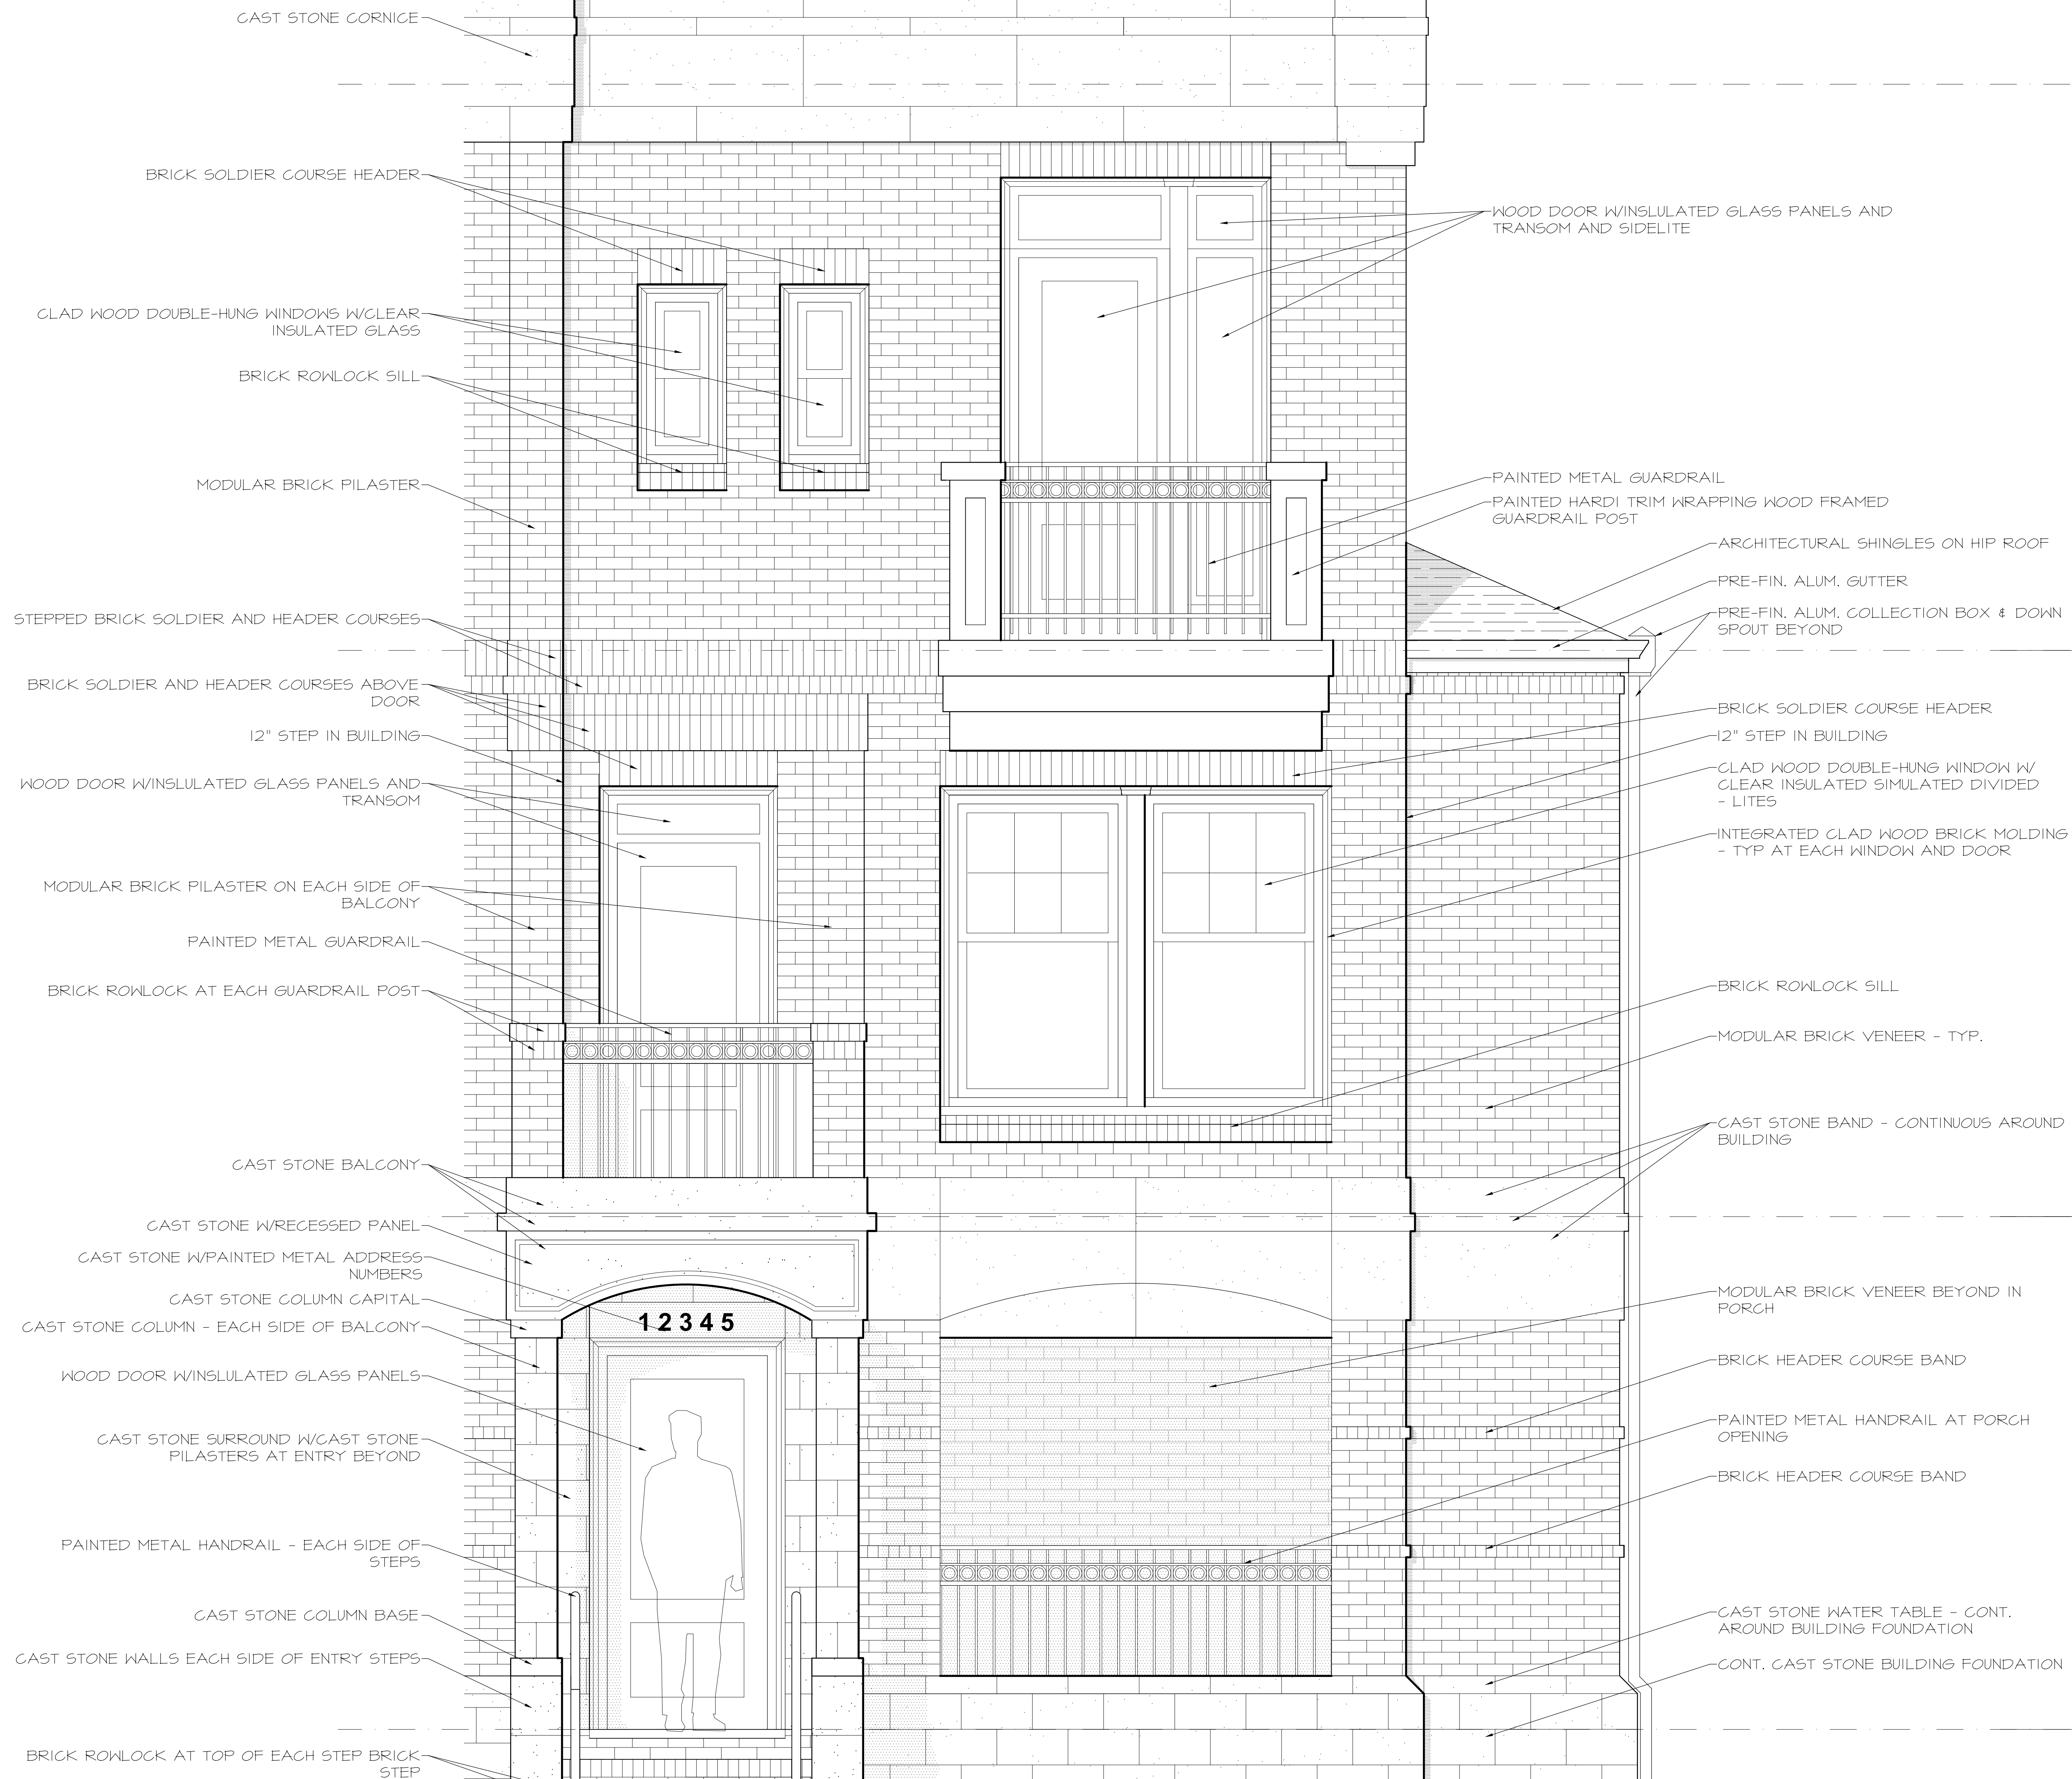 CAST STONE CORNICE
BRICK SOLDIER COURSE HEADER
CLAD WOOD DOUBLE-HUNG WINDOWS W/CLEAR
INSULATED GLASS
BRICK ROWLOCK SILL
MODULAR BRICK PILASTER
STEPPED BRICK SOLDIER AND HEADER COURSES
BRICK SOLDIER AND HEADER COURSES ABOVE
DOOR
12" STEP IN BUILDING
WOOD DOOR W/INSLULATED GLASS PANELS AND
TRANSOM
MODULAR BRICK PILASTER ON EACH SIDE OF
BALCONY
PAINTED METAL GUARDRAIL
BRICK ROWLOCK AT EACH GUARDRAIL POST
CAST STONE BALCONY
CAST STONE W/RECESSED PANEL
CAST STONE W/PAINTED METAL ADDRESS
NUMBERS
CAST STONE COLUMN CAPITAL
CAST STONE COLUMN - EACH SIDE OF BALCONY
WOOD DOOR W/INSLULATED GLASS PANELS
CAST STONE SURROUND W/CAST STONE
PILASTERS AT ENTRY BEYOND
PAINTED METAL HANDRAIL - EACH SIDE OF
STEPS
CAST STONE COLUMN BASE
CAST STONE WALLS EACH SIDE OF ENTRY STEPS
BRICK ROWLOCK AT TOP OF EACH STEP BRICK
STEP
12345
WOOD DOOR W/INSLULATED GLASS PANELS AND
TRANSOM AND SIDELITE
PAINTED METAL GUARDRAIL
PAINTED HARDI TRIM WRAPPING WOOD FRAMED
GUARDRAIL POST
ARCHITECTURAL SHINGLES ON HIP ROOF
PRE-FIN. ALUM. GUTTER
PRE-FIN. ALUM. COLLECTION BOX & DOWN
SPOUT BEYOND
BRICK SOLDIER COURSE HEADER
12" STEP IN BUILDING
CLAD WOOD DOUBLE-HUNG WINDOW W/
CLEAR INSULATED SIMULATED DIVIDED
- LITES
INTEGRATED CLAD WOOD BRICK MOLDING
- TYP AT EACH WINDOW AND DOOR
BRICK ROWLOCK SILL
MODULAR BRICK VENEER - TYP.
CAST STONE BAND - CONTINUOUS AROUND
BUILDING
MODULAR BRICK VENEER BEYOND IN
PORCH
BRICK HEADER COURSE BAND
PAINTED METAL HANDRAIL AT PORCH
OPENING
BRICK HEADER COURSE BAND
CAST STONE WATER TABLE - CONT.
AROUND BUILDING FOUNDATION
CONT. CAST STONE BUILDING FOUNDATION